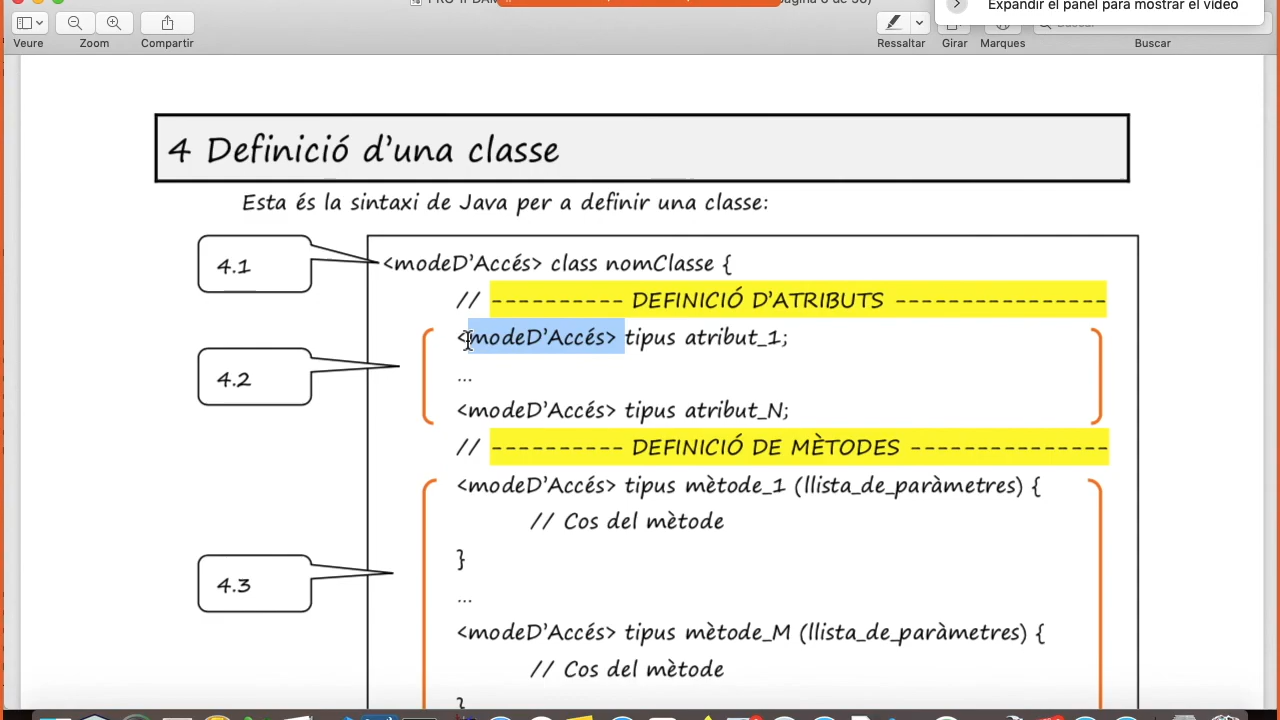 Expandir el panel para mostrar el vídeo
Veure
Zoom
Compartir
Ressaltar
Girar
Marques
Buscar
4 Definició d'una classe
Esta és la sintaxi de Java per a definir una classe:
4.1
<modeD'Accés> class nomClasse {
// ---------- DEFINICIÓ D'ATRIBUTS ----------------
<modeD'Accés> tipus atribut_1;
...
4.2
<modeD'Accés> tipus atribut_N;
// ---------- DEFINICIÓ DE MÈTODES ---------------
<modeD'Accés> tipus mètode_1 (llista_de_paràmetres) {
// Cos del mètode
}
4.3
...
<modeD'Accés> tipus mètode_M (llista_de_paràmetres) {
// Cos del mètode
}